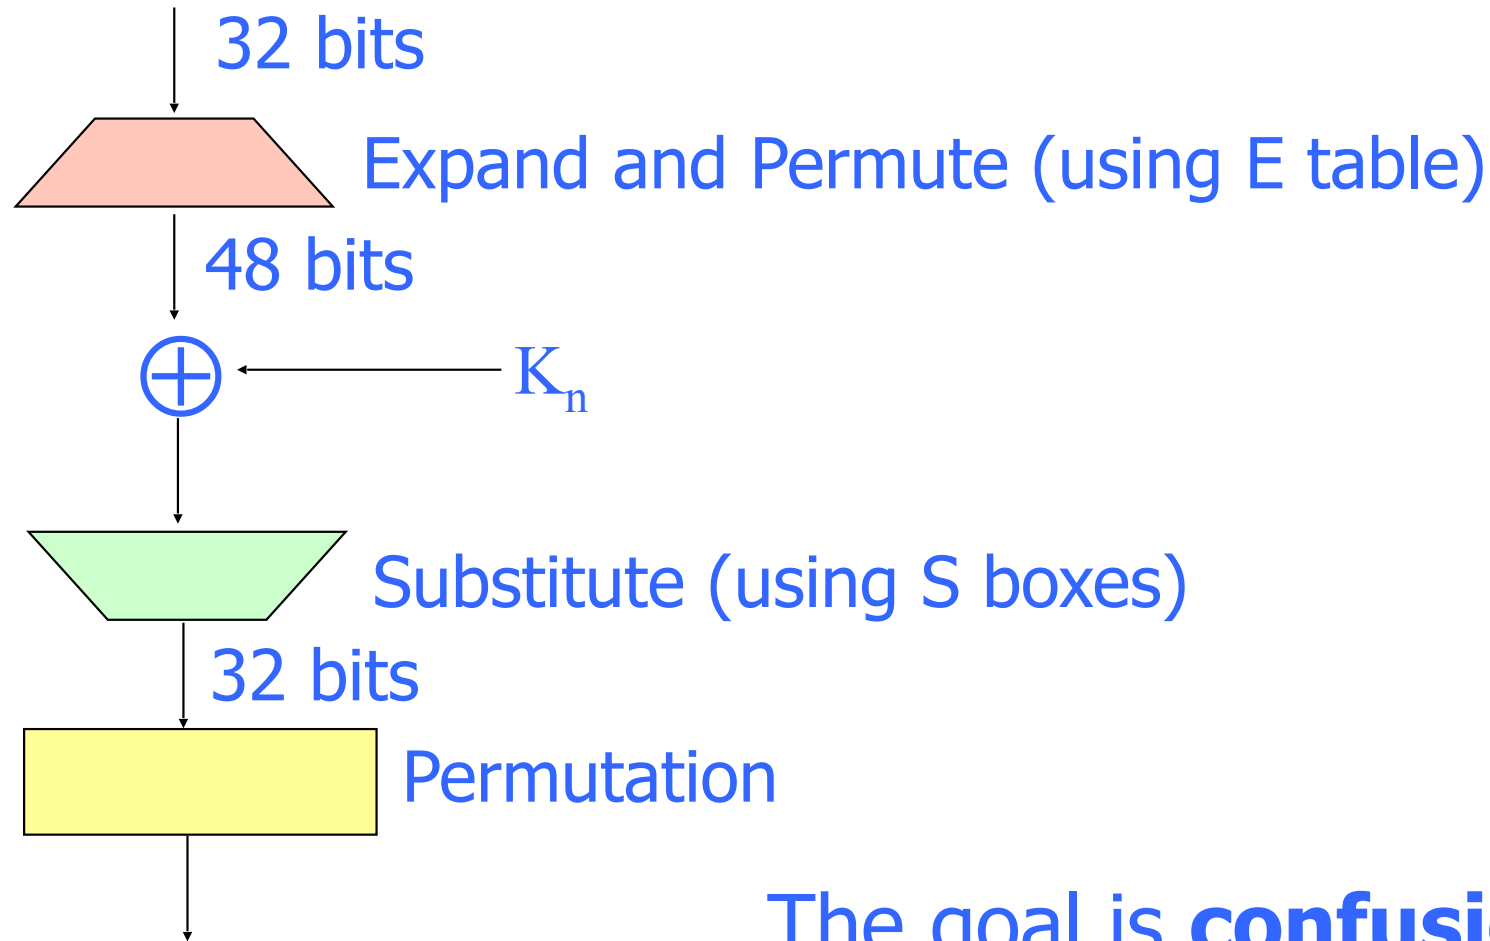 32 bits
Expand and Permute (using E table)
48 bits
Kn
Substitute (using S boxes)
32 bits
Permutation
The goal is